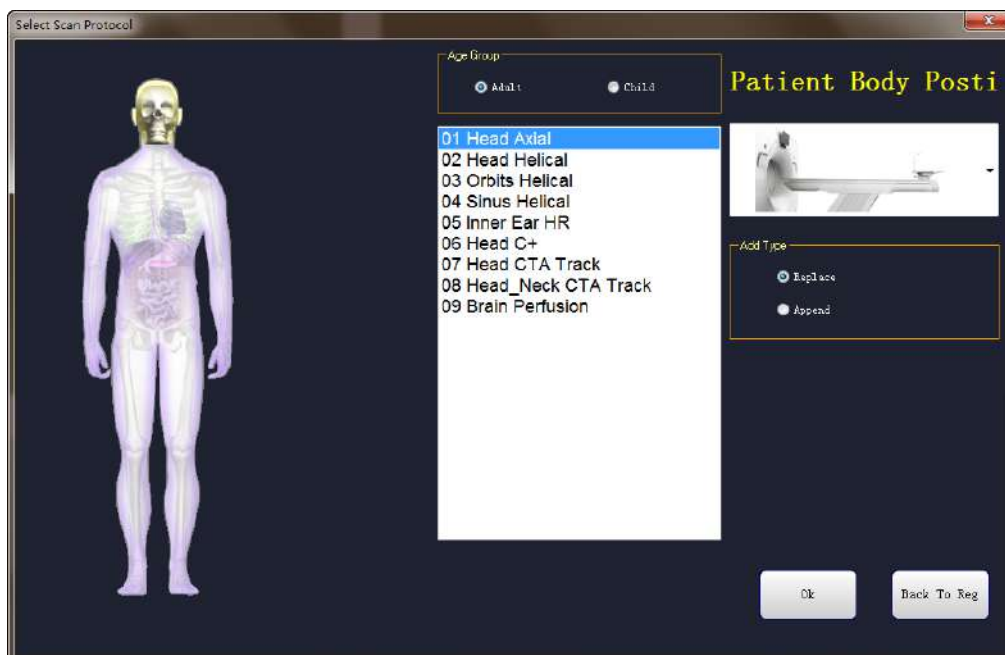 Select Scan Protocol
Age Group
Adult
Child
Patient Body Posti
01 Head Axial
02 Head Helical
03 Orbits Helical
04 Sinus Helical
05 Inner Ear HR
06 Head C+
07 Head CTA Track
08 Head_Neck CTA Track
09 Brain Perfusion
Add Type
Replace
Append
Ok
Back To Reg